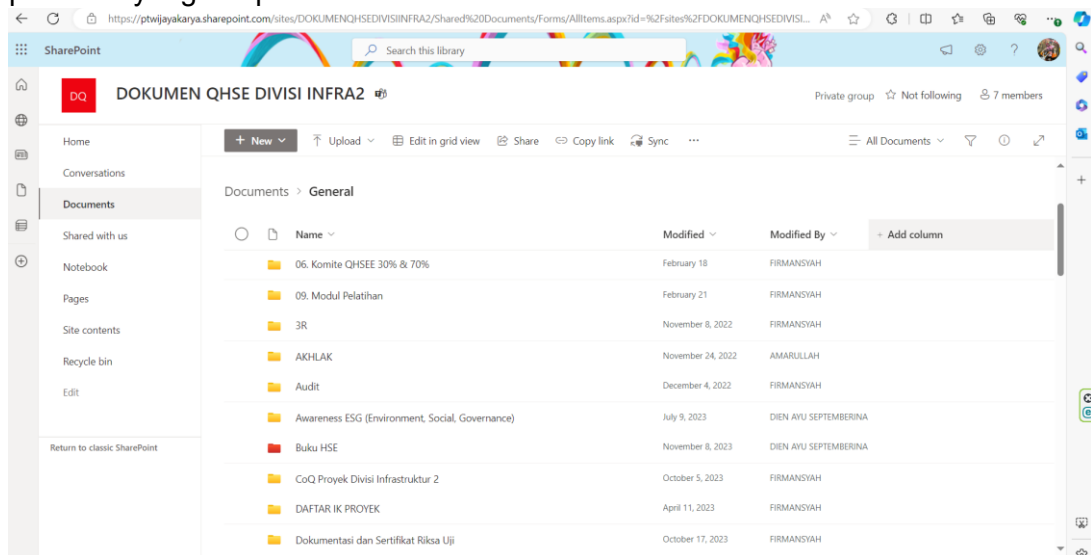 https://ptwijayakarya.sharepoint.com/sites/DOKUMENQHSEDIVISIINFRA2/Shared%20Documents/Forms/AllItems.aspx?id=%2Fsites%2FDOKUMENQHSEDIVISI...
SharePoint
Search this library
DQ
DOKUMEN QHSE DIVISI INFRA2
Private group
Not following
7 members
Home
Conversations
Documents
Shared with us
Notebook
Pages
Site contents
Recycle bin
Edit
Return to classic SharePoint
+ New
Upload
Edit in grid view
Share
Copy link
Sync
...
All Documents
Documents > General
Name Modified Modified By + Add column
06. Komite QHSEE 30% & 70% February 18 FIRMANSYAH
09. Modul Pelatihan February 21 FIRMANSYAH
3R November 8, 2022 FIRMANSYAH
AKHLAK November 24, 2022 AMARULLAH
Audit December 4, 2022 FIRMANSYAH
Awareness ESG (Environment, Social, Governance) July 9, 2023 DIEN AYU SEPTEMBERINA
Buku HSE November 8, 2023 DIEN AYU SEPTEMBERINA
CoQ Proyek Divisi Infrastruktur 2 October 5, 2023 FIRMANSYAH
DAFTAR IK PROYEK April 11, 2023 FIRMANSYAH
Dokumentasi dan Sertifikat Riksa Uji October 17, 2023 FIRMANSYAH